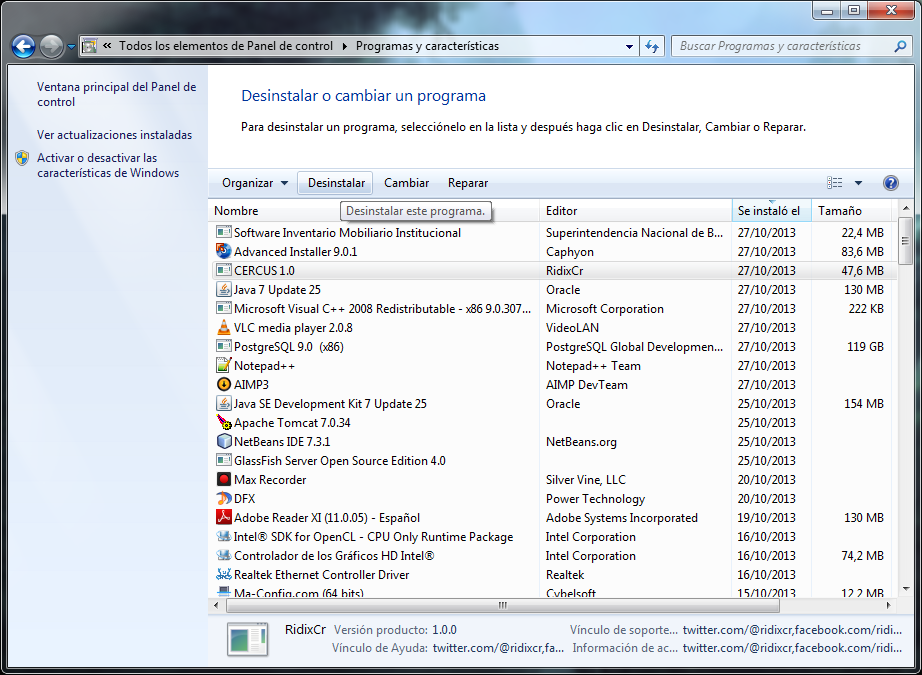 « Todos los elementos de Panel de control ▸ Programas y características
Buscar Programas y características
Ventana principal del Panel de
control
Ver actualizaciones instaladas
Activar o desactivar las
características de Windows
Desinstalar o cambiar un programa
Para desinstalar un programa, selecciónelo en la lista y después haga clic en Desinstalar, Cambiar o Reparar.
Organizar Desinstalar Cambiar Reparar
Desinstalar este programa.
Nombre Editor Se instaló el Tamaño
Software Inventario Mobiliario Institucional Superintendencia Nacional de B... 27/10/2013 22,4 MB
Advanced Installer 9.0.1 Caphyon 27/10/2013 83,6 MB
CERCUS 1.0 RidixCr 27/10/2013 47,6 MB
Java 7 Update 25 Oracle 27/10/2013 130 MB
Microsoft Visual C++ 2008 Redistributable - x86 9.0.307... Microsoft Corporation 27/10/2013 222 KB
VLC media player 2.0.8 VideoLAN 27/10/2013
PostgreSQL 9.0 (x86) PostgreSQL Global Developmen... 27/10/2013 119 GB
Notepad++ Notepad++ Team 27/10/2013
AIMP3 AIMP DevTeam 27/10/2013
Java SE Development Kit 7 Update 25 Oracle 25/10/2013 154 MB
Apache Tomcat 7.0.34 25/10/2013
NetBeans IDE 7.3.1 NetBeans.org 25/10/2013
GlassFish Server Open Source Edition 4.0 25/10/2013
Max Recorder Silver Vine, LLC 20/10/2013
DFX Power Technology 20/10/2013
Adobe Reader XI (11.0.05) - Español Adobe Systems Incorporated 19/10/2013 130 MB
Intel® SDK for OpenCL - CPU Only Runtime Package Intel Corporation 16/10/2013
Controlador de los Gráficos HD Intel® Intel Corporation 16/10/2013 74,2 MB
Realtek Ethernet Controller Driver Realtek 16/10/2013
Ma-Config.com (64 bits) Cybelsoft 15/10/2013 12,2 MB
RidixCr Versión producto: 1.0.0 Vínculo de soporte... twitter.com/@ridixcr,facebook.com/ridi...
Vínculo de Ayuda: twitter.com/@ridixcr,fa... Información de ac... twitter.com/@ridixcr,facebook.com/ridi...